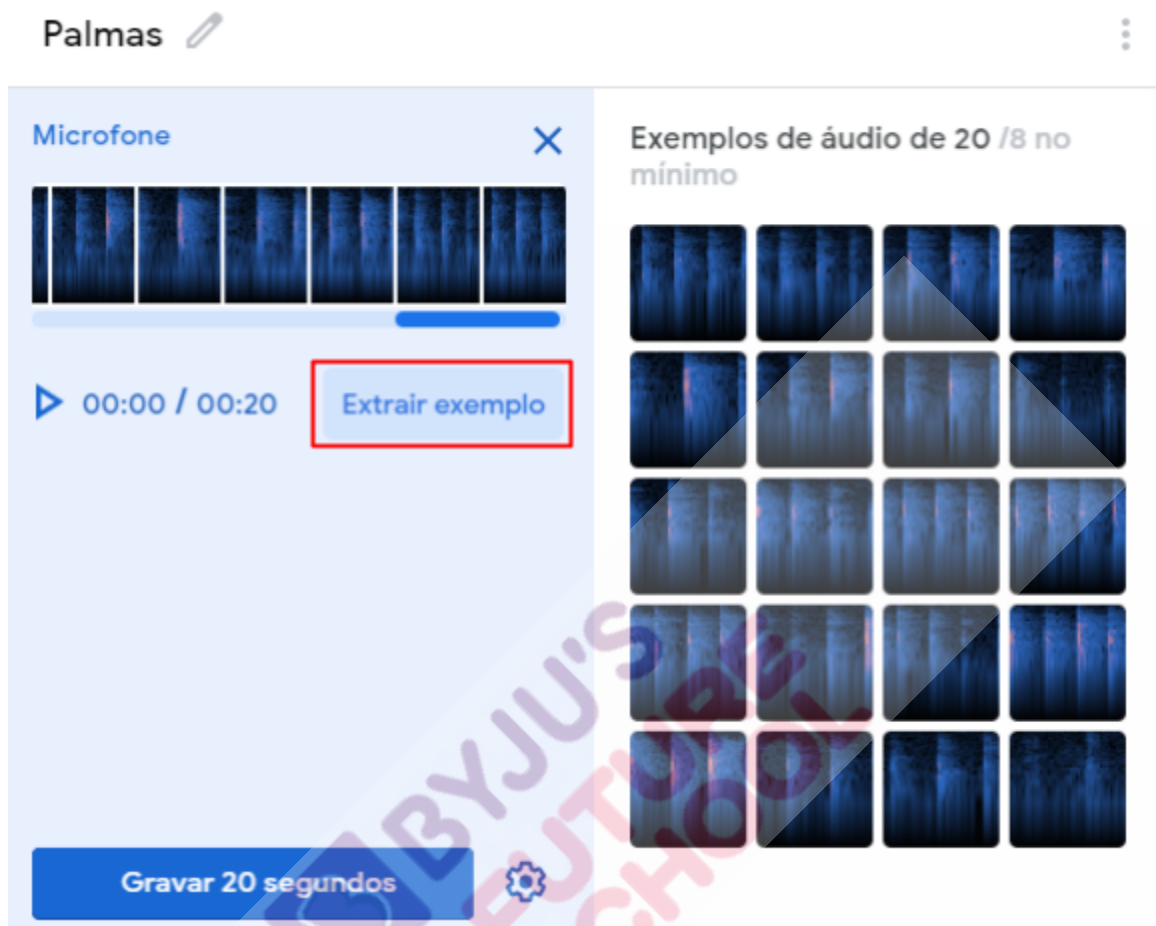 Palmas
Microfone
00:00 / 00:20
Extrair exemplo
Gravar 20 segundos
Exemplos de áudio de 20 /8 no
mínimo
BYJU'S
FUTURE
SCHOOL